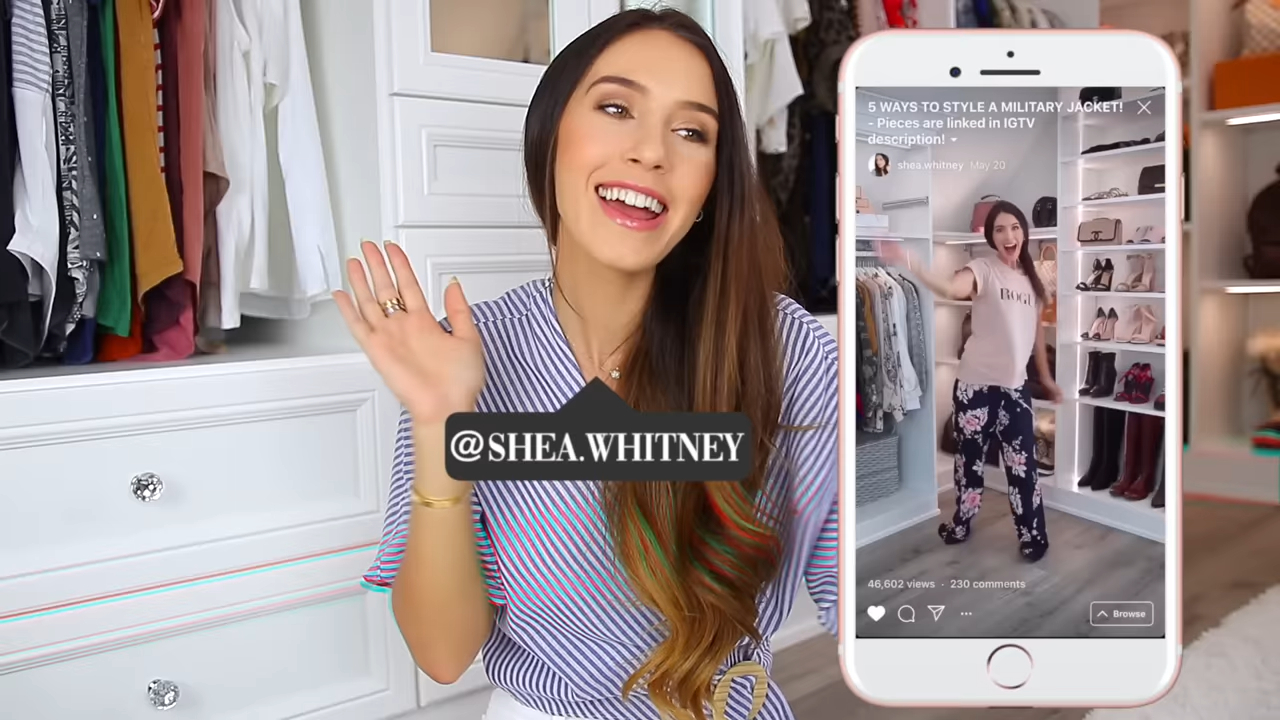 @SHEA.WHITNEY
5 WAYS TO STYLE A MILITARY JACKET!
- Pieces are linked in IGTV
description!
shea.whitney May 20
46,602 views · 230 comments
Browse